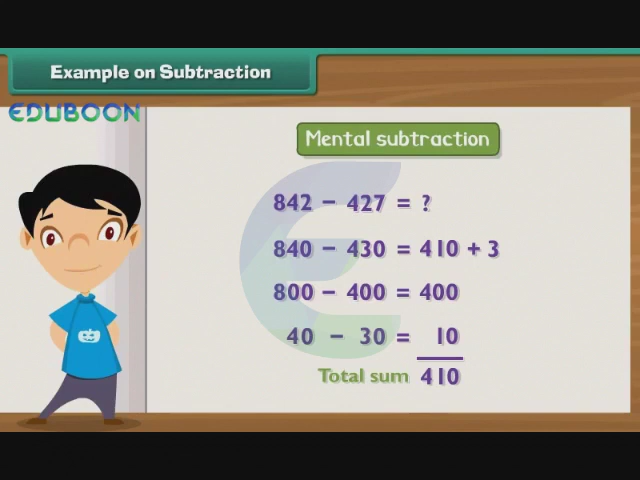 Example on Subtraction
EDUBOON
Mental subtraction
842 – 427 = ?
840 – 430 = 410 + 3
800 – 400 = 400
40 – 30 = 10
Total sum 410